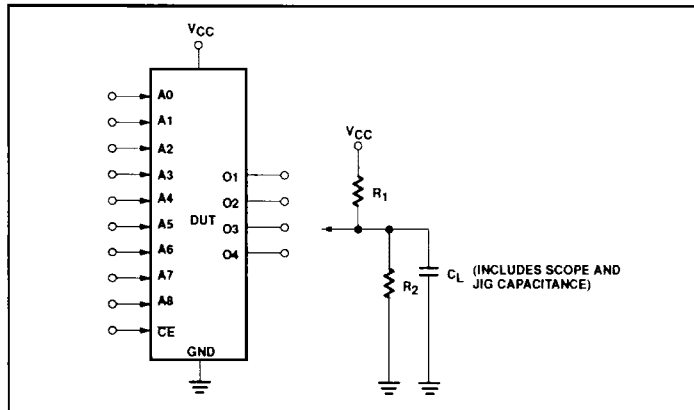 VCC
A0
A1
A2
A3
A4
A5
A6
A7
A8
CE
DUT
GND
O1
O2
O3
O4
VCC
R1
R2
CL (INCLUDES SCOPE AND
JIG CAPACITANCE)